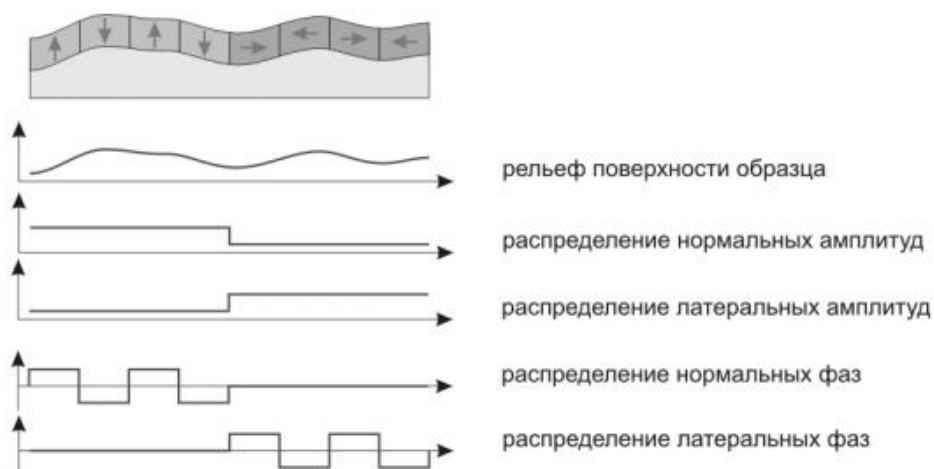 рельеф поверхности образца
распределение нормальных амплитуд
распределение латеральных амплитуд
распределение нормальных фаз
распределение латеральных фаз